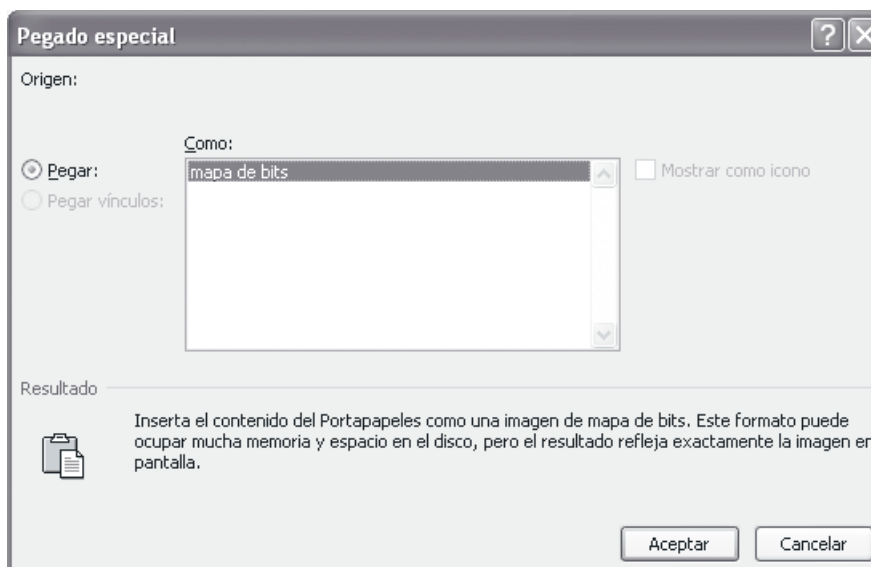 Pegado especial
Origen:
Como:
Pegar:
mapa de bits
Mostrar como icono
Pegar vínculos:
Resultado
Inserta el contenido del Portapapeles como una imagen de mapa de bits. Este formato puede
ocupar mucha memoria y espacio en el disco, pero el resultado refleja exactamente la imagen en
pantalla.
Aceptar
Cancelar